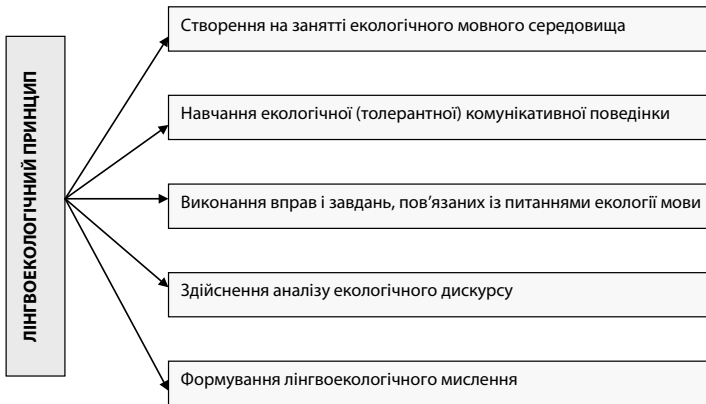 ЛІНГВОЕКОЛОГІЧНИЙ ПРИНЦИП
Створення на занятті екологічного мовного середовища
Навчання екологічної (толерантної) комунікативної поведінки
Виконання вправ і завдань, пов’язаних із питаннями екології мови
Здійснення аналізу екологічного дискурсу
Формування лінгвоекологічного мислення